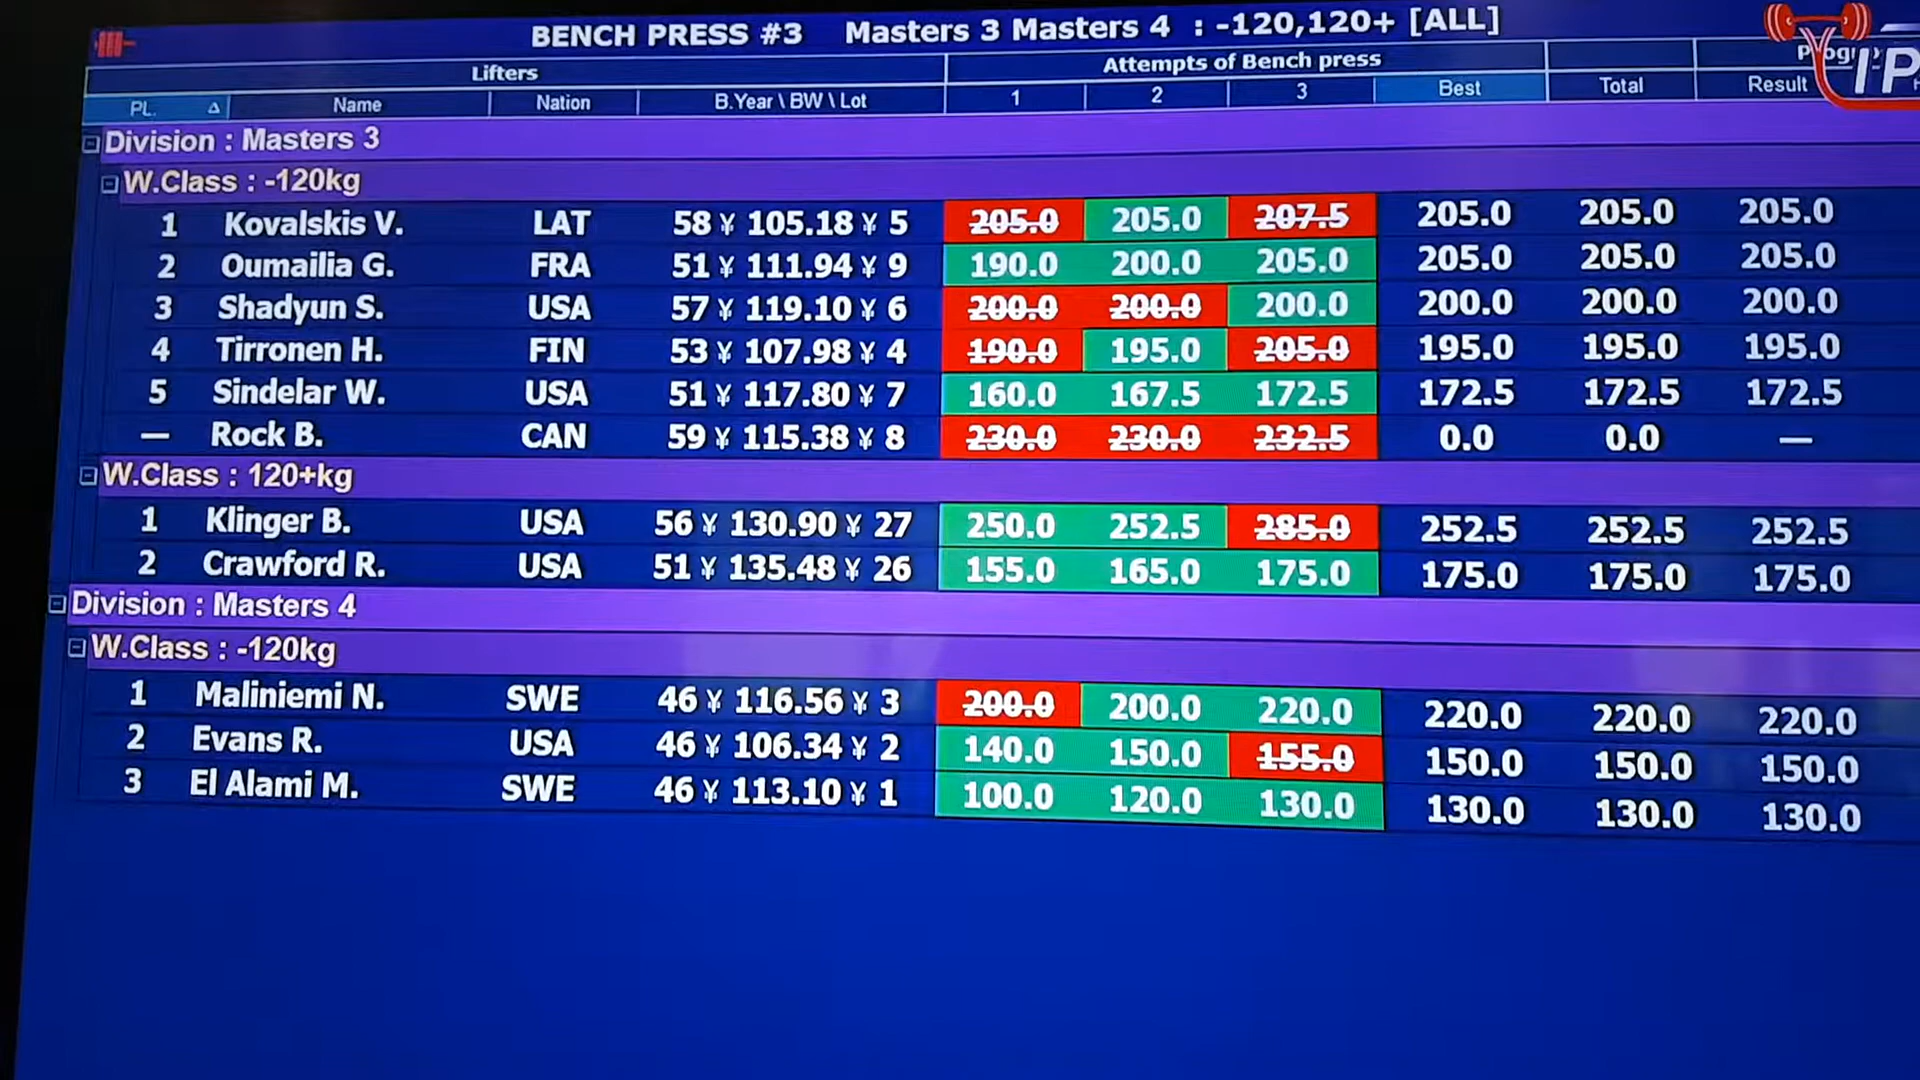 BENCH PRESS #3 Masters 3 Masters 4 : -120,120+ [ALL]
Lifters Attempts of Bench press
PL. Name Nation B.Year \ BW \ Lot 1 2 3 Best Total Result
Division : Masters 3
W.Class : -120kg
1 Kovalskis V. LAT 58 ¥ 105.18 ¥ 5 205.0 205.0 207.5 205.0 205.0 205.0
2 Oumailia G. FRA 51 ¥ 111.94 ¥ 9 190.0 200.0 205.0 205.0 205.0 205.0
3 Shadyun S. USA 57 ¥ 119.10 ¥ 6 200.0 200.0 200.0 200.0 200.0 200.0
4 Tirronen H. FIN 53 ¥ 107.98 ¥ 4 190.0 195.0 205.0 195.0 195.0 195.0
5 Sindelar W. USA 51 ¥ 117.80 ¥ 7 160.0 167.5 172.5 172.5 172.5 172.5
— Rock B. CAN 59 ¥ 115.38 ¥ 8 230.0 230.0 232.5 0.0 0.0 —
W.Class : 120+kg
1 Klinger B. USA 56 ¥ 130.90 ¥ 27 250.0 252.5 285.0 252.5 252.5 252.5
2 Crawford R. USA 51 ¥ 135.48 ¥ 26 155.0 165.0 175.0 175.0 175.0 175.0
Division : Masters 4
W.Class : -120kg
1 Maliniemi N. SWE 46 ¥ 116.56 ¥ 3 200.0 200.0 220.0 220.0 220.0 220.0
2 Evans R. USA 46 ¥ 106.34 ¥ 2 140.0 150.0 155.0 150.0 150.0 150.0
3 El Alami M. SWE 46 ¥ 113.10 ¥ 1 100.0 120.0 130.0 130.0 130.0 130.0